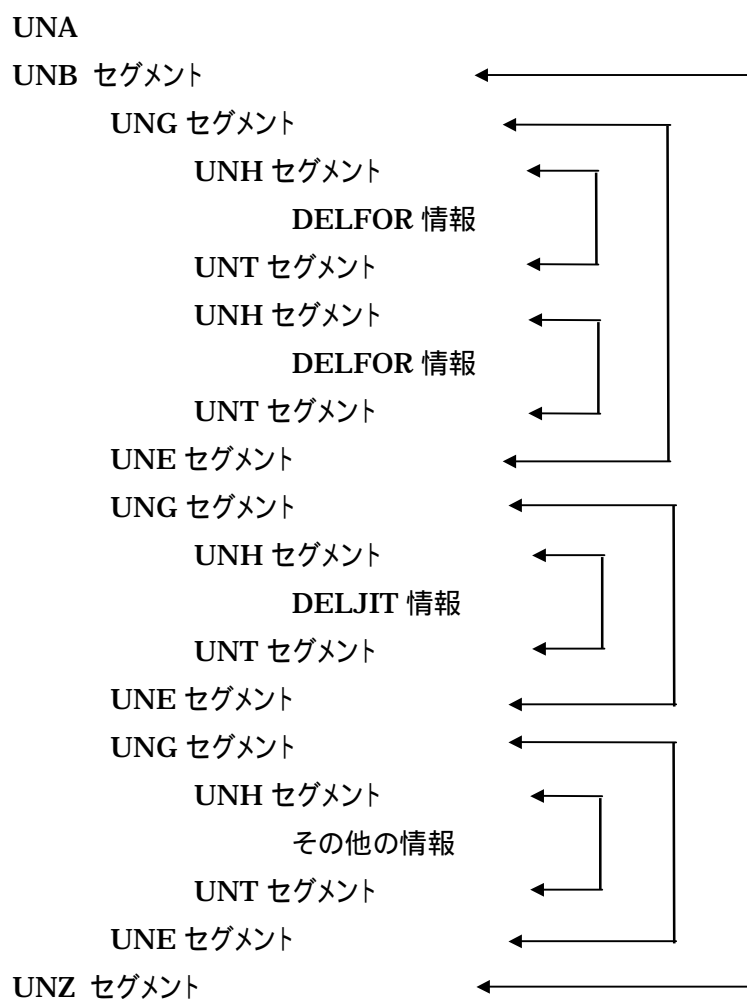 UNA
UNB セグメント
UNG セグメント
UNH セグメント
DELFOR 情報
UNT セグメント
UNH セグメント
DELFOR 情報
UNT セグメント
UNE セグメント
UNG セグメント
UNH セグメント
DELJIT 情報
UNT セグメント
UNE セグメント
UNG セグメント
UNH セグメント
その他の情報
UNT セグメント
UNE セグメント
UNZ セグメント